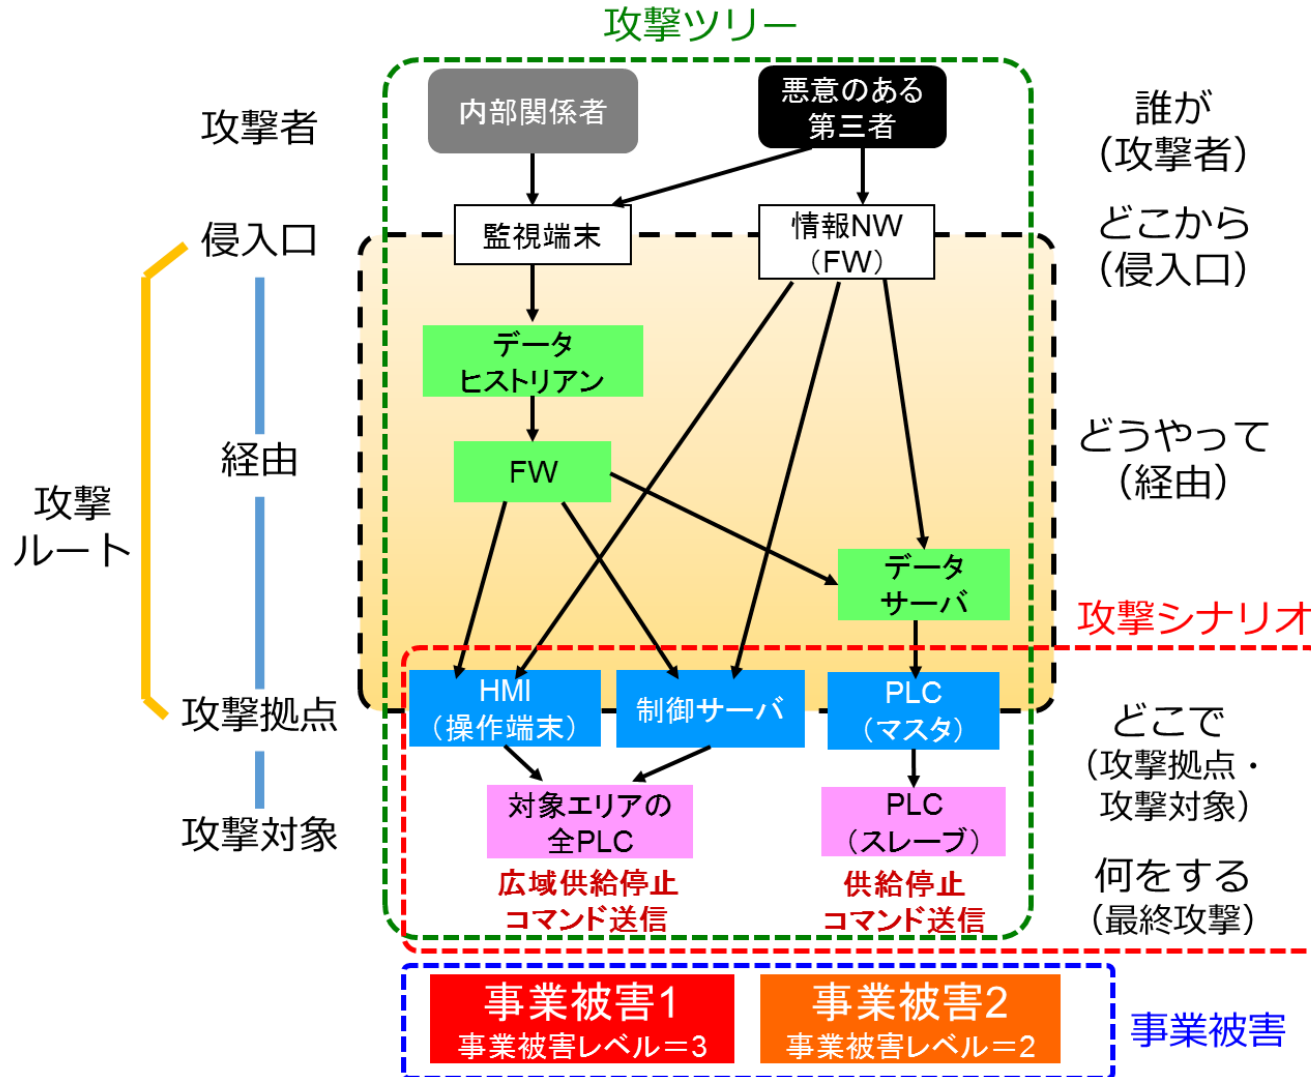 攻撃ツリー
攻撃者
内部関係者
悪意のある
第三者
誰が
（攻撃者）
侵入口
監視端末
情報NW
（FW）
どこから
（侵入口）
データ
ヒストリアン
経由
FW
どうやって
（経由）
攻撃
ルート
データ
サーバ
攻撃シナリオ
攻撃拠点
HMI
（操作端末）
制御サーバ
PLC
（マスタ）
どこで
（攻撃拠点・
攻撃対象）
攻撃対象
対象エリアの
全PLC
PLC
（スレーブ）
広域供給停止
コマンド送信
供給停止
コマンド送信
何をする
（最終攻撃）
事業被害1
事業被害レベル＝3
事業被害2
事業被害レベル＝2
事業被害